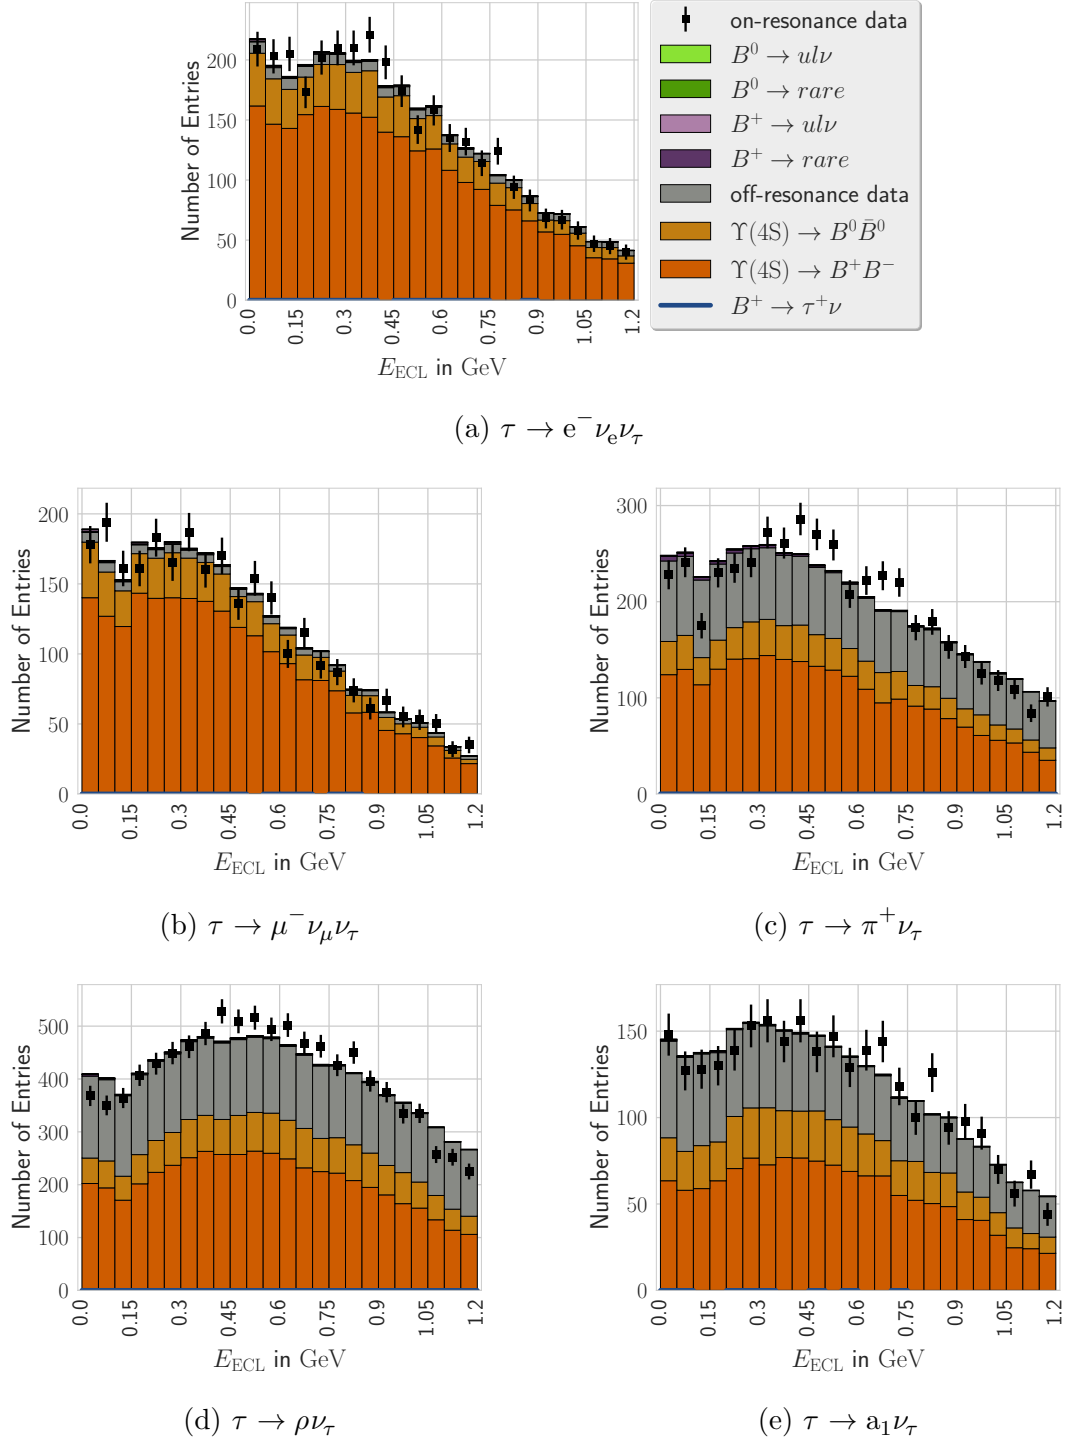 200
150
100
50
0
Number of Entries
0.0 0.15 0.3 0.45 0.6 0.75 0.9 1.05 1.2
E_ECL in GeV
on-resonance data
B⁰ → ulν
B⁰ → rare
B⁺ → ulν
B⁺ → rare
off-resonance data
Υ(4S) → B⁰B̄⁰
Υ(4S) → B⁺B⁻
B⁺ → τ⁺ν
(a) τ → e⁻ν_eν_τ
200
150
100
50
0
Number of Entries
0.0 0.15 0.3 0.45 0.6 0.75 0.9 1.05 1.2
E_ECL in GeV
(b) τ → μ⁻ν_μν_τ
300
200
100
0
Number of Entries
0.0 0.15 0.3 0.45 0.6 0.75 0.9 1.05 1.2
E_ECL in GeV
(c) τ → π⁺ν_τ
500
400
300
200
100
0
Number of Entries
0.0 0.15 0.3 0.45 0.6 0.75 0.9 1.05 1.2
E_ECL in GeV
(d) τ → ρν_τ
150
100
50
0
Number of Entries
0.0 0.15 0.3 0.45 0.6 0.75 0.9 1.05 1.2
E_ECL in GeV
(e) τ → a₁ν_τ